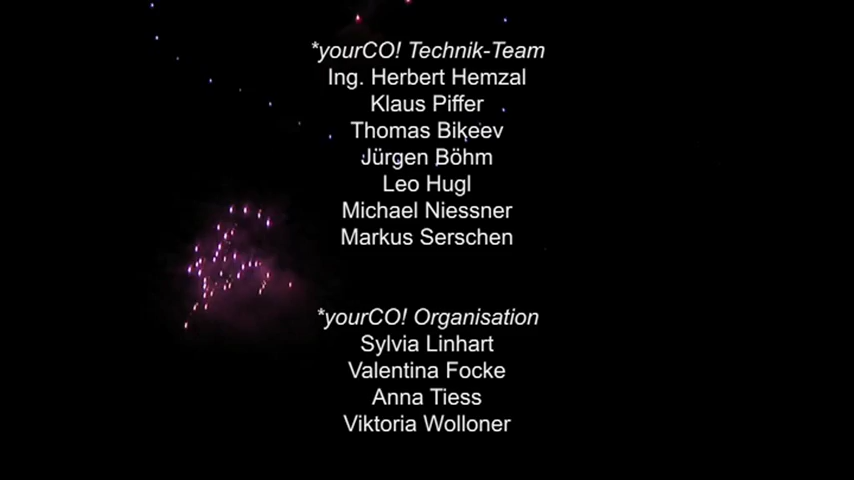 *yourCO! Technik-Team
Ing. Herbert Hemzal
Klaus Piffer
Thomas Bikeev
Jürgen Böhm
Leo Hugl
Michael Niessner
Markus Serschen
*yourCO! Organisation
Sylvia Linhart
Valentina Focke
Anna Tiess
Viktoria Wolloner